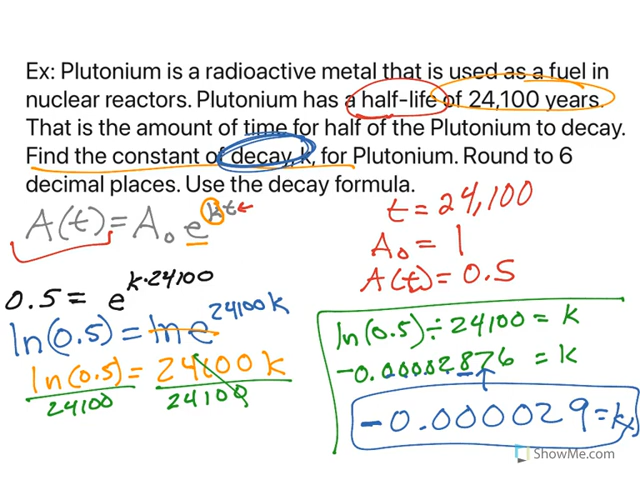 Ex: Plutonium is a radioactive metal that is used as a fuel in
nuclear reactors. Plutonium has a half-life of 24,100 years.
That is the amount of time for half of the Plutonium to decay.
Find the constant of decay, k, for Plutonium. Round to 6
decimal places. Use the decay formula.
A(t) = A₀ e^kt
t = 24,100
A₀ = 1
A(t) = 0.5
0.5 = e^k·24100
ln(0.5) = ln e^24100k
ln(0.5) = 24100 k
24100 24100
ln(0.5) ÷ 24100 = k
-0.00002876 = k
-0.000029 = k
ShowMe.com